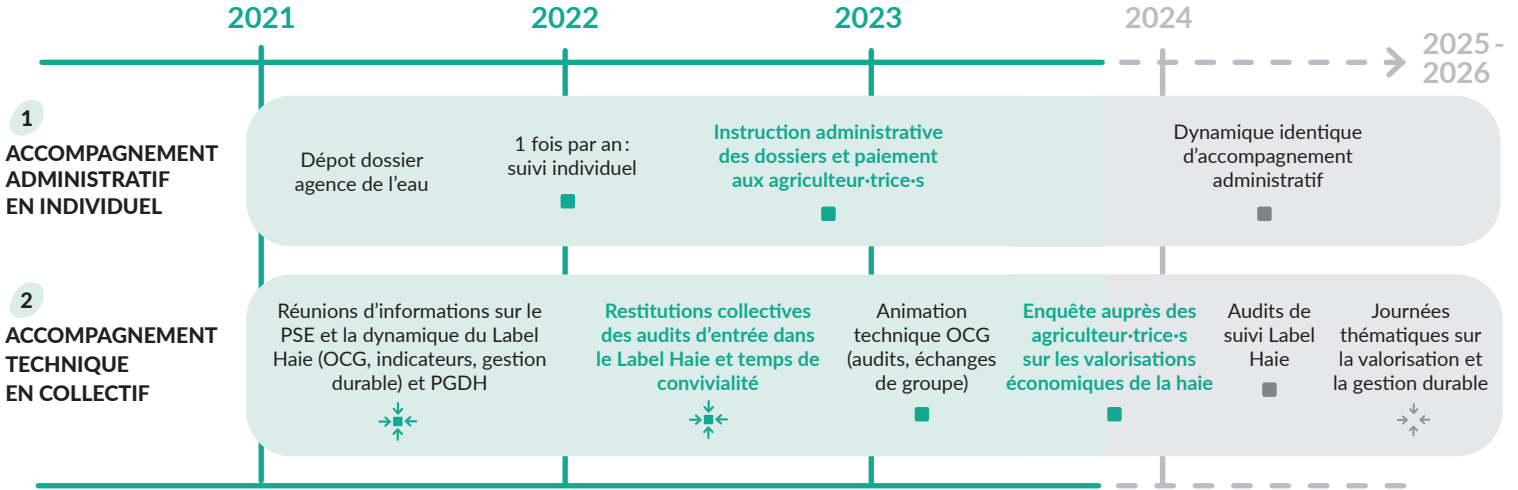 2021
2022
2023
2024
2025 -
2026
1
ACCOMPAGNEMENT
ADMINISTRATIF
EN INDIVIDUEL
Dépot dossier
agence de l’eau
1 fois par an :
suivi individuel
Instruction administrative
des dossiers et paiement
aux agriculteur·trice·s
Dynamique identique
d’accompagnement
administratif
2
ACCOMPAGNEMENT
TECHNIQUE
EN COLLECTIF
Réunions d’informations sur le
PSE et la dynamique du Label
Haie (OCG, indicateurs, gestion
durable) et PGDH
Restitutions collectives
des audits d’entrée dans
le Label Haie et temps de
convivialité
Animation
technique OCG
(audits, échanges
de groupe)
Enquête auprès des
agriculteur·trice·s
sur les valorisations
économiques de la haie
Audits de
suivi Label
Haie
Journées
thématiques sur
la valorisation et
la gestion durable